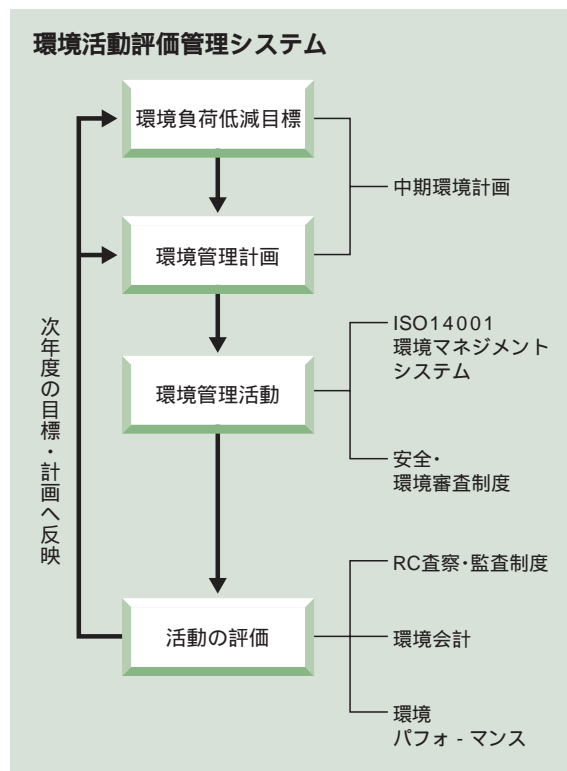 環境活動評価管理システム
環境負荷低減目標
中期環境計画
環境管理計画
ISO14001
環境マネジメント
システム
環境管理活動
安全・
環境審査制度
次年度の目標・計画へ反映
RC査察・監査制度
活動の評価
環境会計
環境
パフォ - マンス